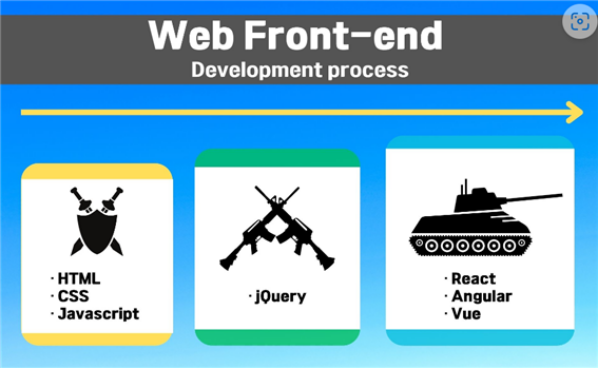 Web Front-end
Development process
· HTML
· CSS
· Javascript
· jQuery
· React
· Angular
· Vue